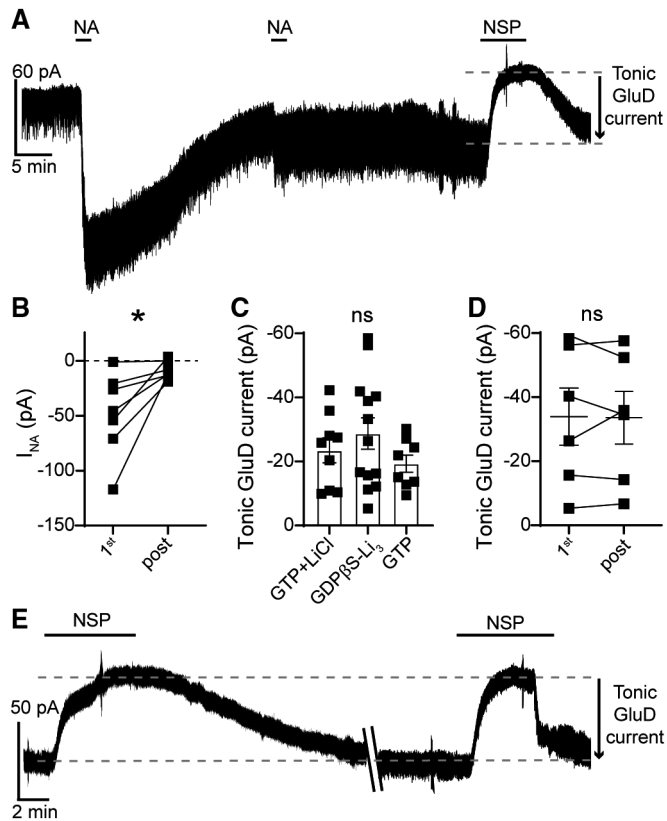 A
NA
NA
NSP
60 pA
5 min
Tonic
GluD
current
B
*
0
-50
-100
-150
I_NA (pA)
1st
post
C
ns
-60
-40
-20
0
Tonic GluD current (pA)
GTP+LiCl
GDPβS-Li3
GTP
D
ns
-60
-40
-20
0
Tonic GluD current (pA)
1st
post
E
NSP
NSP
50 pA
2 min
Tonic
GluD
current